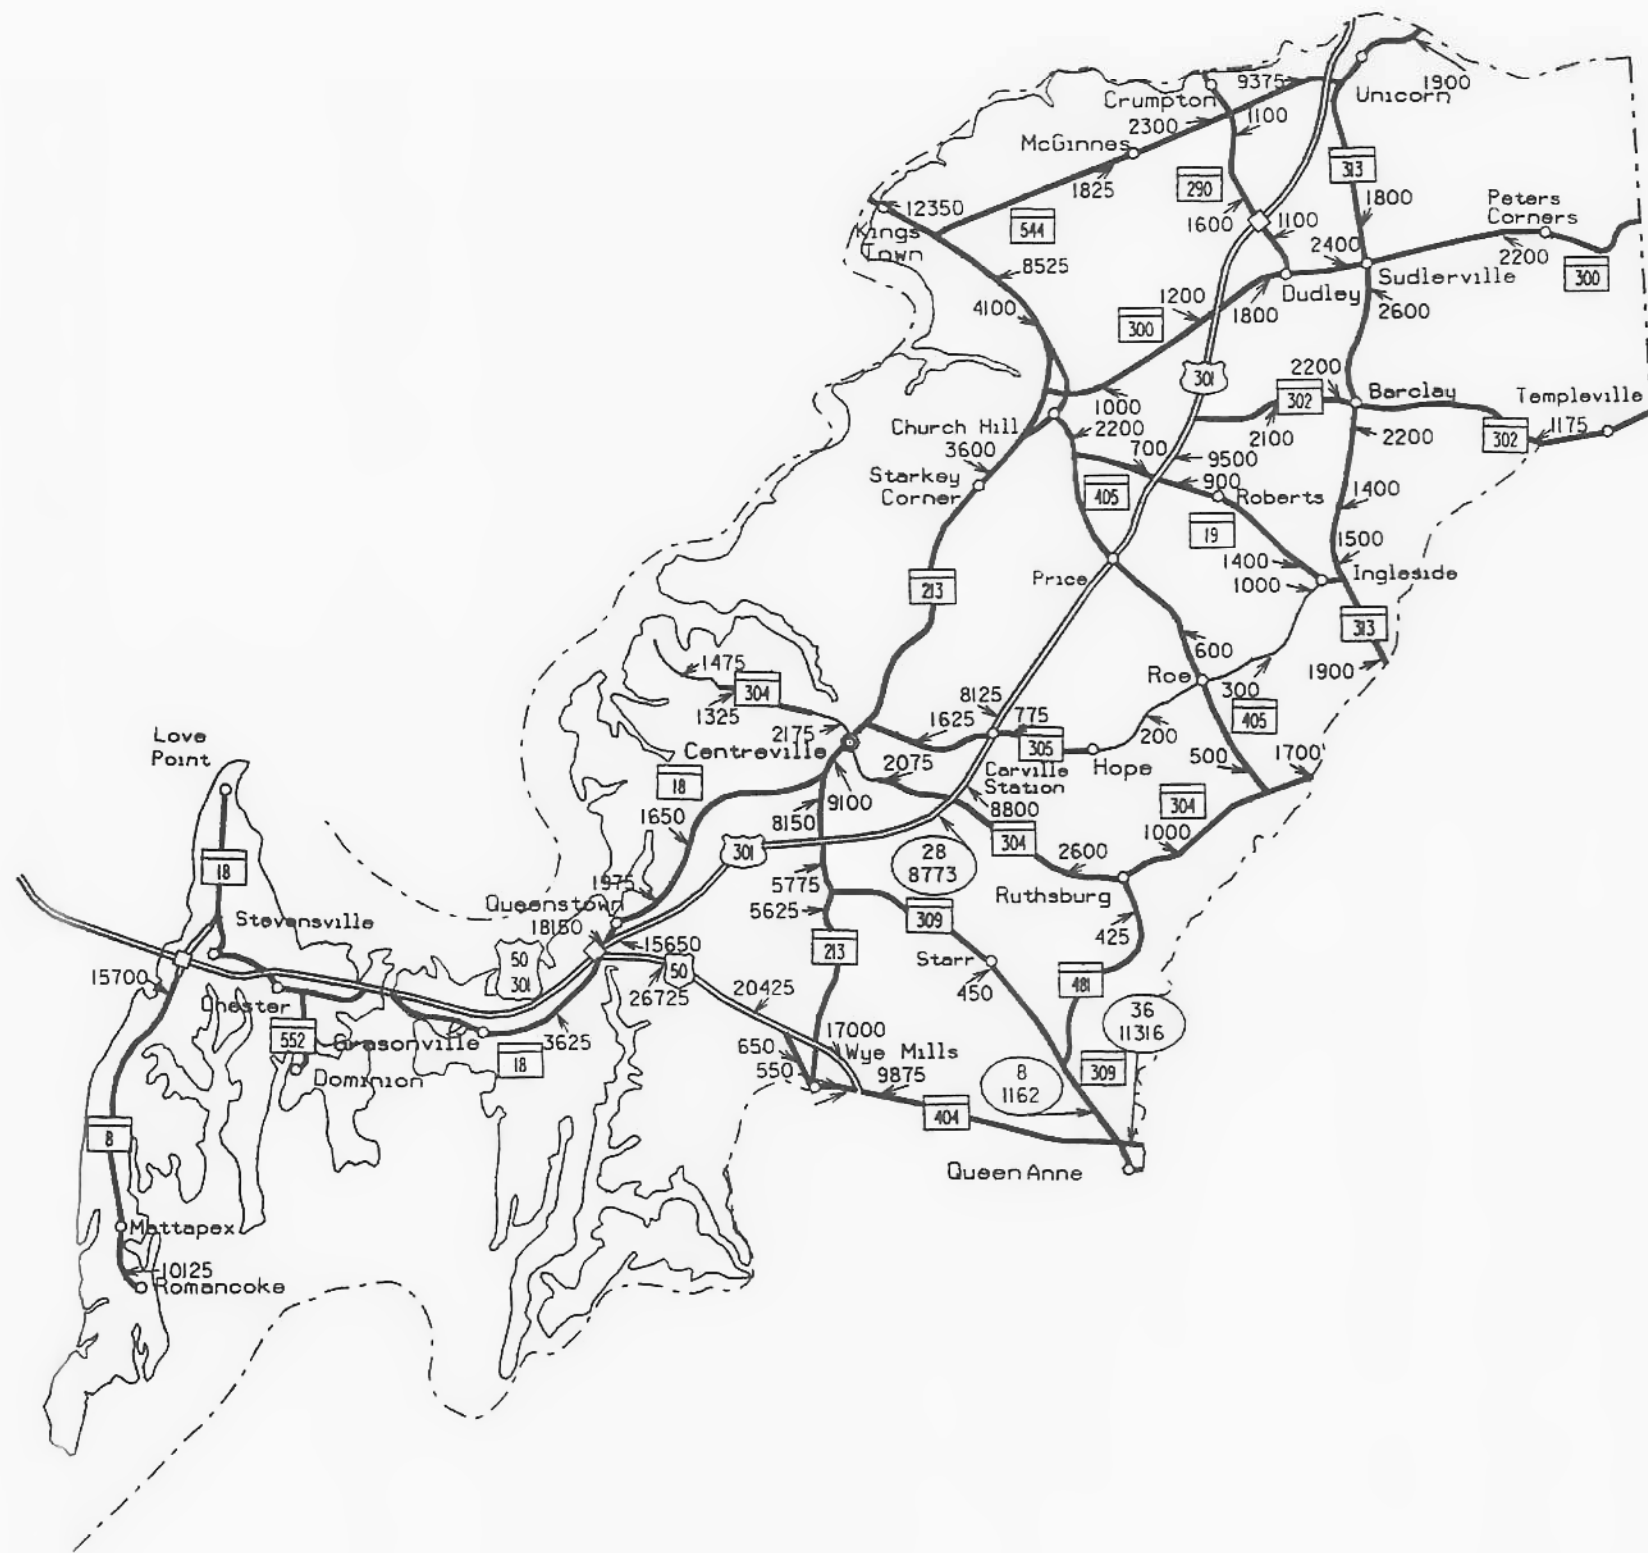 1900
9375
Unicorn
Crumpton
2300
1100
McGinnes
313
1825
290
1800
Peters
Corners
12350
Kings
Town
544
1600
1100
2400
2200
300
8525
Sudlerville
Dudley
1200
1800
2600
4100
300
301
2200
Barclay
Templeville
302
1000
Church Hill
2200
2100
2200
302
1175
3600
700
9500
Starkey
Corner
900
Roberts
405
1400
19
1500
Price
1400
Ingleside
1000
213
313
600
1900
1475
Roe
300
304
8125
405
1325
1625
775
2175
305
200
Love
Point
Centreville
2075
Hope
500
1700
18
Carville
Station
9100
8800
304
1650
8150
301
28
8773
304
1000
18
2600
1975
5775
Ruthsburg
Queenstown
5625
309
Stevensville
18150
15650
425
50
301
213
Starr
50
481
15700
26725
450
Chester
20425
36
11316
552
Grasonville
3625
17000
650
Wye Mills
18
309
550
9875
8
1162
Dominion
404
8
Queen Anne
Mattapex
10125
Romancoke